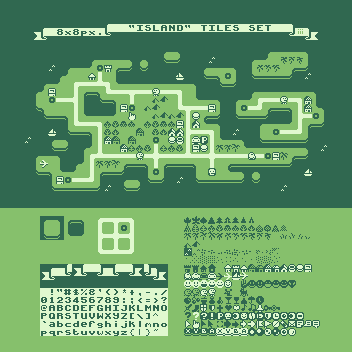 "ISLAND" TILES SET
8x8px.
!"#$%&'()*+,-./
0123456789:;<=>?
@ABCDEFGHIJKLMNO
PQRSTUVWXYZ[\]^
`abcdefghijklmno
pqrstuvwxyz{|}~